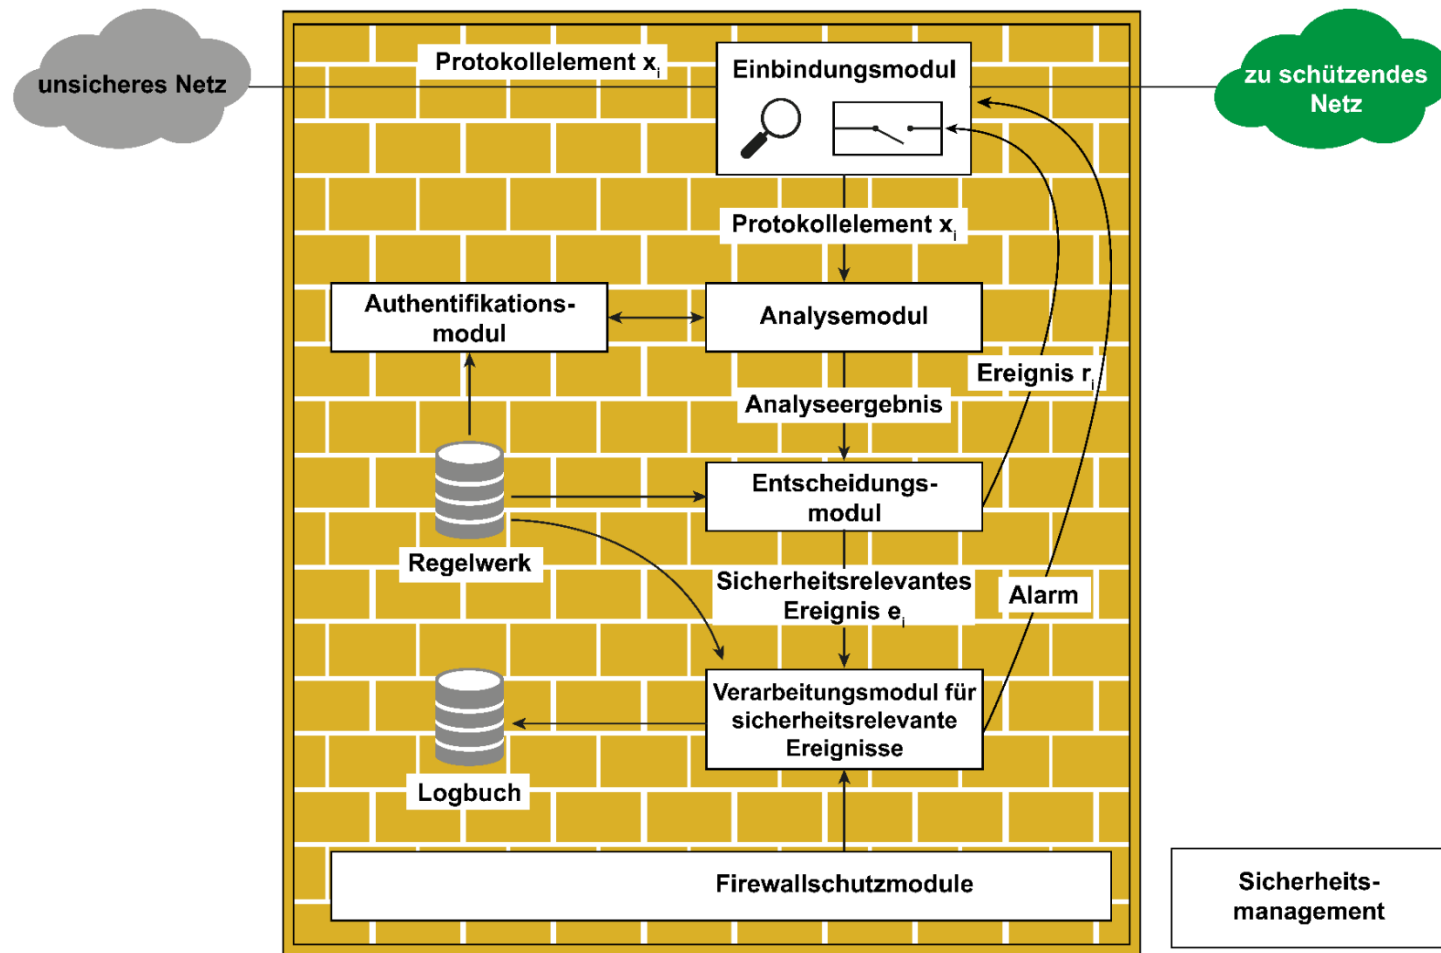 unsicheres Netz
Protokollelement xi
Einbindungsmodul
zu schützendes
Netz
Protokollelement xi
Authentifikations-
modul
Analysemodul
Ereignis ri
Analyseergebnis
Entscheidungs-
modul
Regelwerk
Sicherheitsrelevantes
Ereignis ei
Alarm
Verarbeitungsmodul für
sicherheitsrelevante
Ereignisse
Logbuch
Firewallschutzmodule
Sicherheits-
management